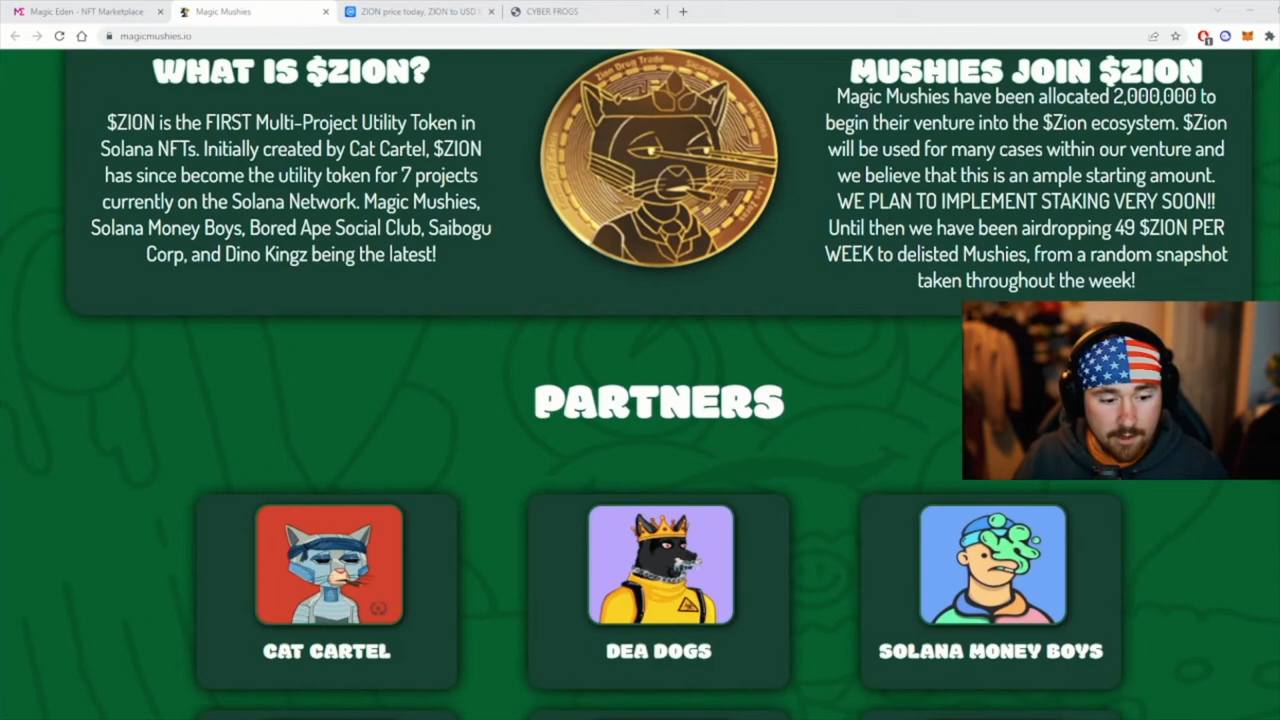 Magic Eden - NFT Marketplace
Magic Mushies
ZION price today, ZION to USD
CYBER FROGS
magicmushies.io
WHAT IS $ZION?
$ZION is the FIRST Multi-Project Utility Token in
Solana NFTs. Initially created by Cat Cartel, $ZION
has since become the utility token for 7 projects
currently on the Solana Network. Magic Mushies,
Solana Money Boys, Bored Ape Social Club, Saibogu
Corp, and Dino Kingz being the latest!
Zion Drug Trade
Sicarios
MUSHIES JOIN $ZION
Magic Mushies have been allocated 2,000,000 to
begin their venture into the $Zion ecosystem. $Zion
will be used for many cases within our venture and
we believe that this is an ample starting amount.
WE PLAN TO IMPLEMENT STAKING VERY SOON!!
Until then we have been airdropping 49 $ZION PER
WEEK to delisted Mushies, from a random snapshot
taken throughout the week!
PARTNERS
CAT CARTEL
DEA DOGS
SOLANA MONEY BOYS